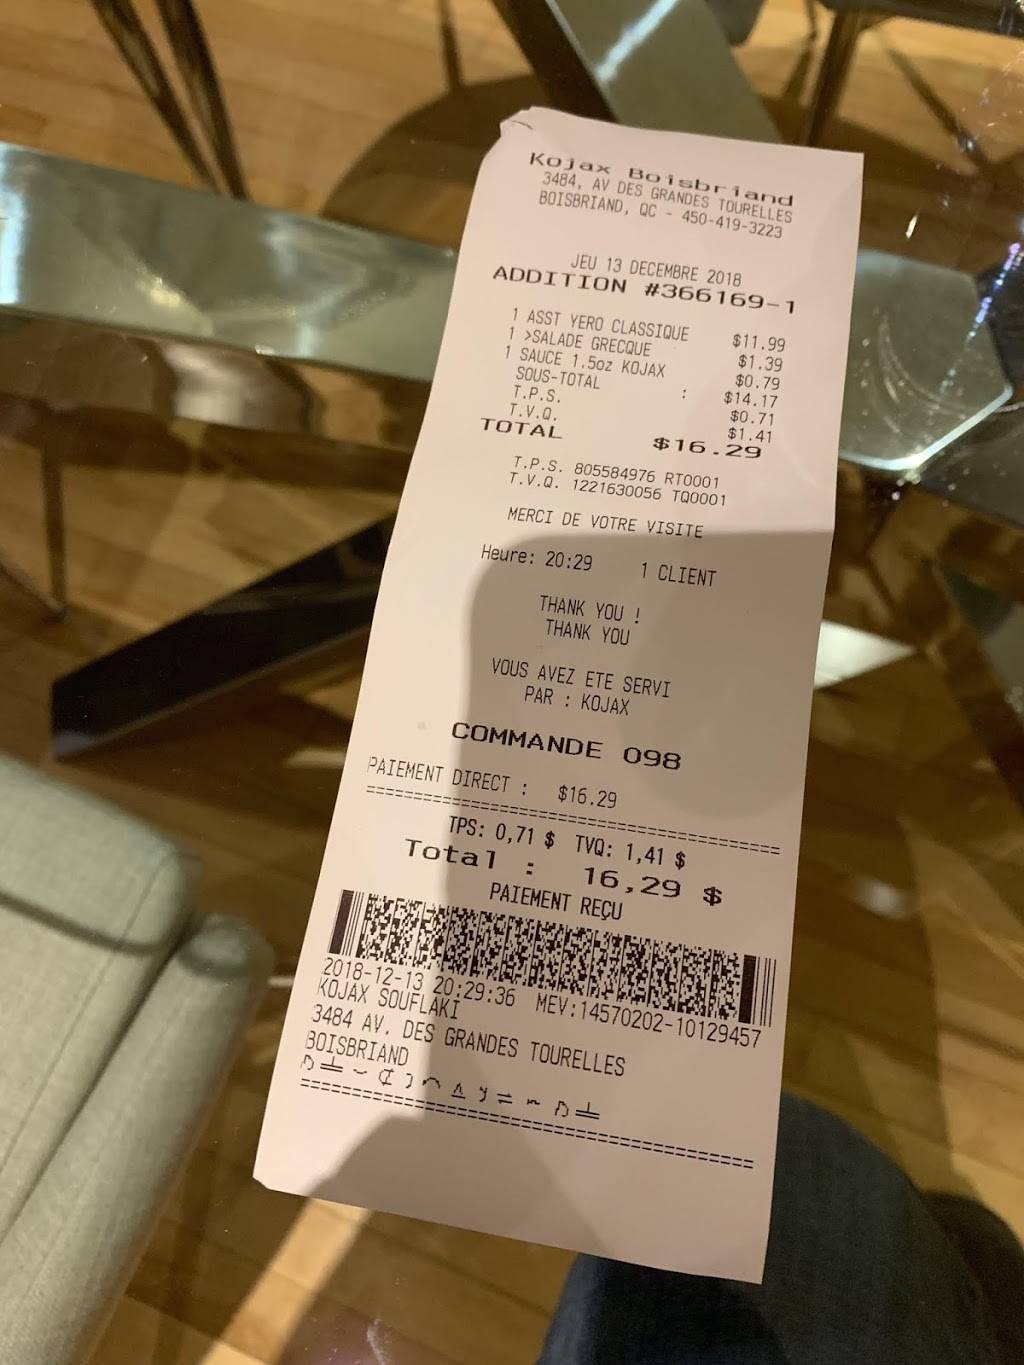 Kojax Boisbriand
3484, AV DES GRANDES TOURELLES
BOISBRIAND, QC - 450-419-3223
JEU 13 DECEMBRE 2018
ADDITION #366169-1
1 ASST YERO CLASSIQUE $11.99
1 >SALADE GRECQUE $1.39
1 SAUCE 1.5oz KOJAX $0.79
SOUS-TOTAL : $14.17
T.P.S. $0.71
T.V.Q. $1.41
TOTAL $16.29
T.P.S. 805584976 RT0001
T.V.Q. 1221630056 TQ0001
MERCI DE VOTRE VISITE
Heure: 20:29 1 CLIENT
THANK YOU !
THANK YOU
VOUS AVEZ ETE SERVI
PAR : KOJAX
COMMANDE 098
PAIEMENT DIRECT : $16.29
TPS: 0,71 $ TVQ: 1,41 $
Total : 16,29 $
PAIEMENT REÇU
2018-12-13 20:29:36 MEV:14570202-10129457
KOJAX SOUFLAKI
3484 AV. DES GRANDES TOURELLES
BOISBRIAND